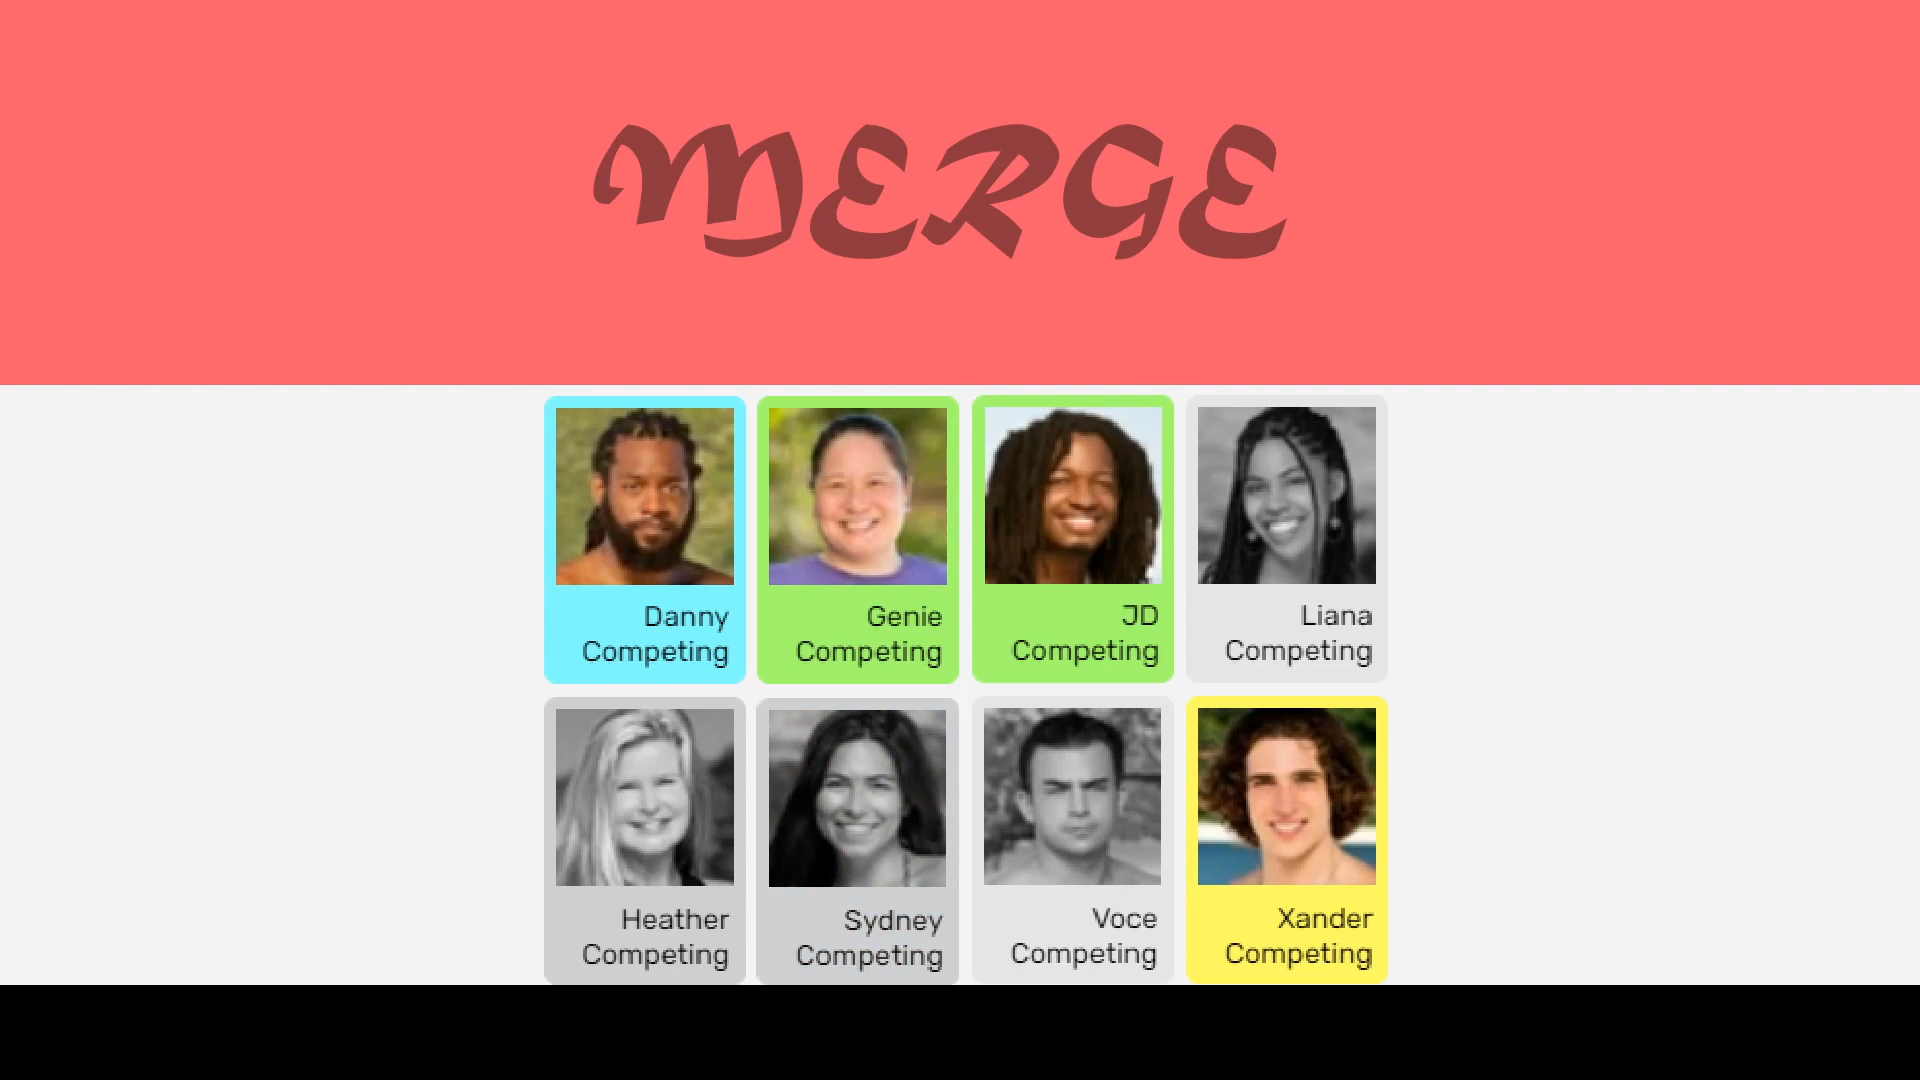 MERGE
Danny
Competing
Genie
Competing
JD
Competing
Liana
Competing
Heather
Competing
Sydney
Competing
Voce
Competing
Xander
Competing